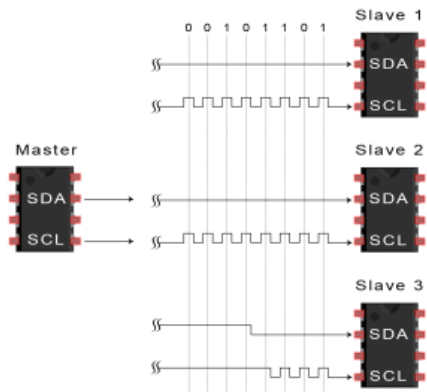 Slave 1
0 0 1 0 1 1 0 1
SDA
SCL
Master
SDA
SCL
Slave 2
SDA
SCL
Slave 3
SDA
SCL